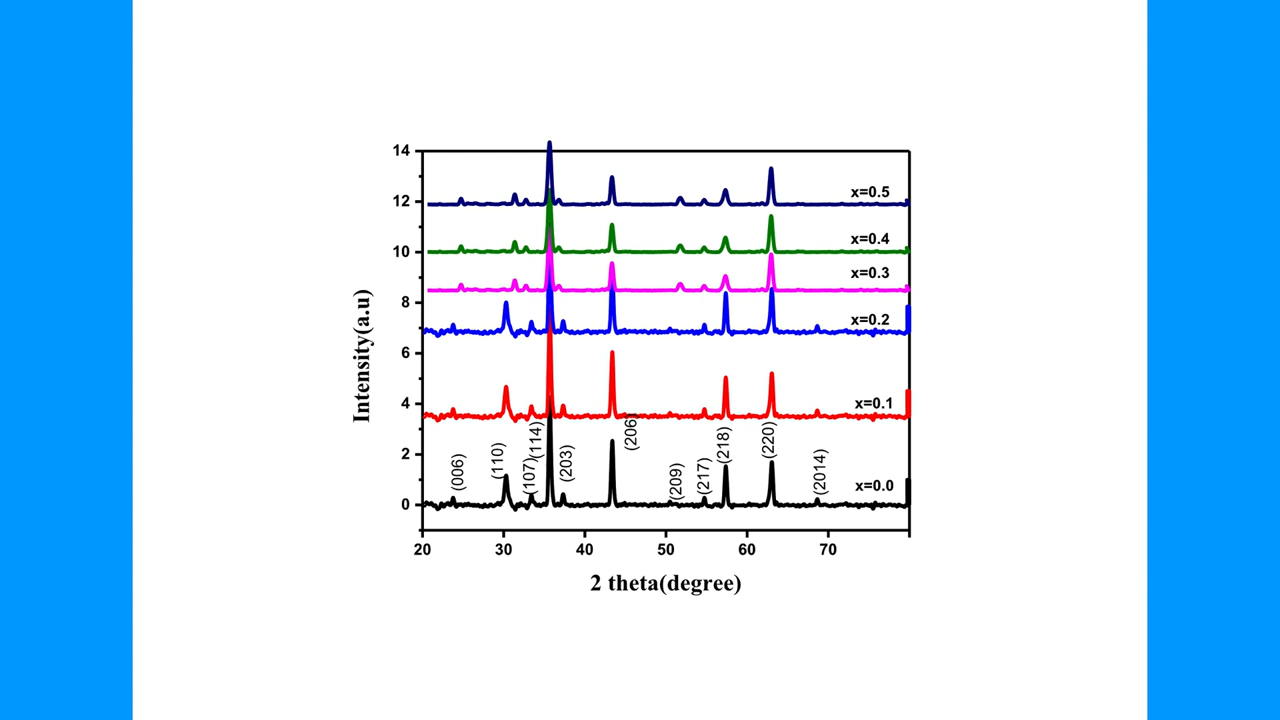 14
12
10
8
6
4
2
0
Intensity(a.u)
x=0.5
x=0.4
x=0.3
x=0.2
x=0.1
x=0.0
(006)
(110)
(107)
(114)
(203)
(206)
(209)
(217)
(218)
(220)
(2014)
20 30 40 50 60 70
2 theta(degree)